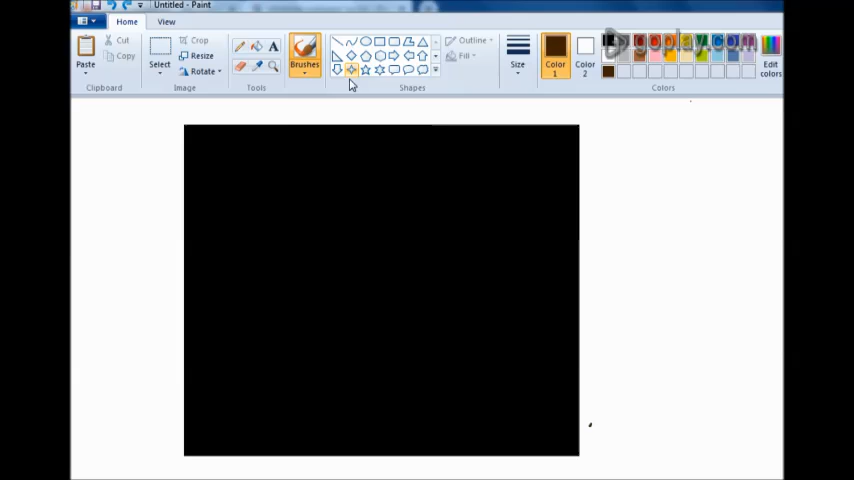 Untitled - Paint
Home View
Paste
Cut
Copy
Clipboard
Select
Crop
Resize
Rotate
Image
A
Tools
Brushes
Shapes
Outline
Fill
Size
Color 1
Color 2
Edit colors
Colors
goplay.com